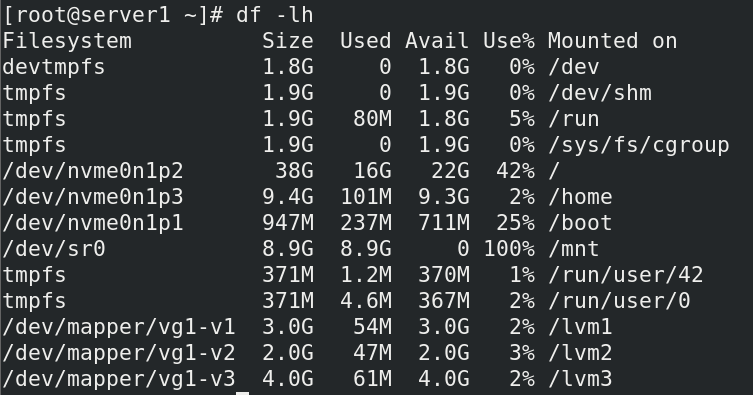 [root@server1 ~]# df -lh
Filesystem           Size  Used Avail Use% Mounted on
devtmpfs             1.8G     0  1.8G   0% /dev
tmpfs                1.9G     0  1.9G   0% /dev/shm
tmpfs                1.9G   80M  1.8G   5% /run
tmpfs                1.9G     0  1.9G   0% /sys/fs/cgroup
/dev/nvme0n1p2        38G   16G   22G  42% /
/dev/nvme0n1p3       9.4G  101M  9.3G   2% /home
/dev/nvme0n1p1       947M  237M  711M  25% /boot
/dev/sr0             8.9G  8.9G     0 100% /mnt
tmpfs                371M  1.2M  370M   1% /run/user/42
tmpfs                371M  4.6M  367M   2% /run/user/0
/dev/mapper/vg1-v1   3.0G   54M  3.0G   2% /lvm1
/dev/mapper/vg1-v2   2.0G   47M  2.0G   3% /lvm2
/dev/mapper/vg1-v3   4.0G   61M  4.0G   2% /lvm3